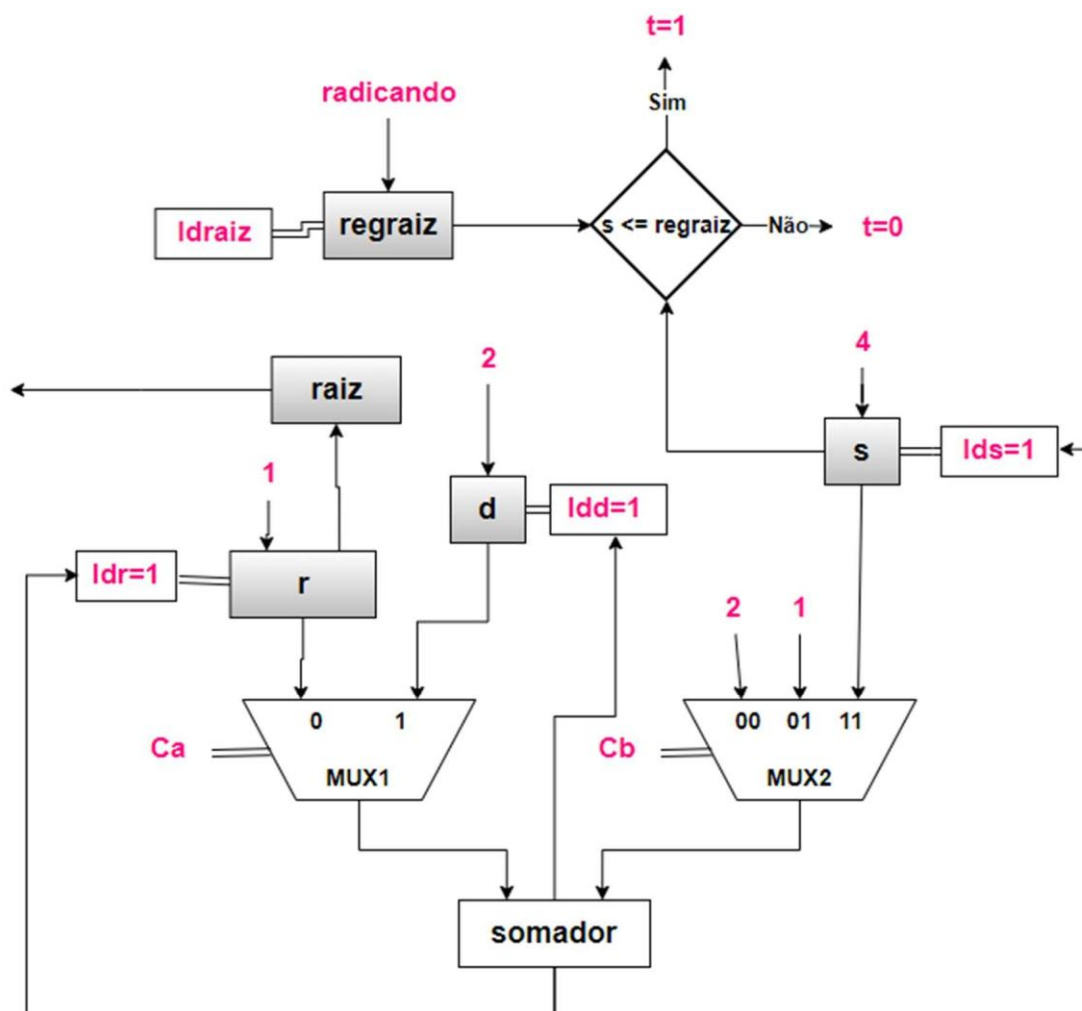 t=1
Sim
radicando
ldraiz
regraiz
s <= regraiz
Não
t=0
raiz
2
4
1
d
ldd=1
s
lds=1
ldr=1
r
2
1
0
1
00
01
11
Ca
MUX1
Cb
MUX2
somador